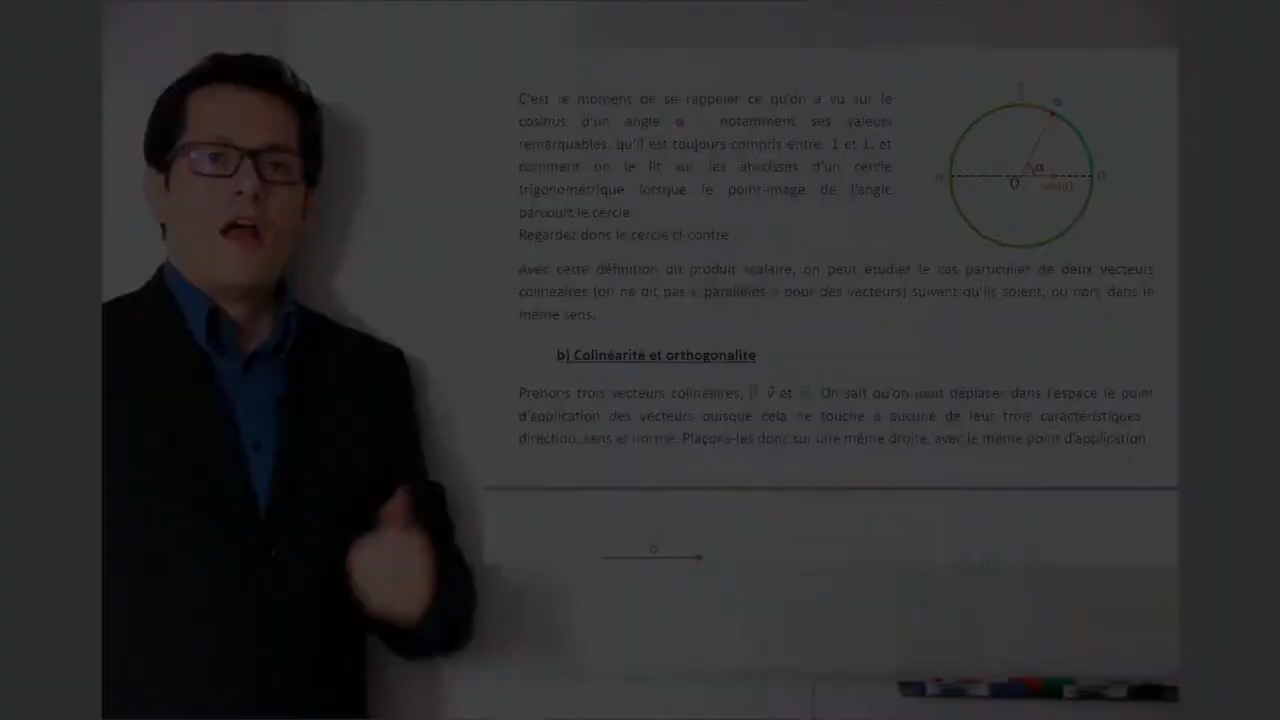 C'est le moment de se rappeler ce qu'on a vu sur le
cosinus d'un angle α : notamment ses valeurs
remarquables, qu'il est toujours compris entre -1 et 1, et
comment on le lit sur les abscisses d'un cercle
trigonométrique lorsque le point-image de l'angle
parcourt le cercle.
Regardez donc le cercle ci-contre
α
O
Avec cette définition du produit scalaire, on peut étudier le cas particulier de deux vecteurs
colinéaires (on ne dit pas « parallèles » pour des vecteurs) suivant qu'ils soient, ou non, dans le
même sens.
b) Colinéarité et orthogonalité
Prenons trois vecteurs colinéaires, v⃗ et On sait qu'on peut déplacer dans l'espace le point
d'application des vecteurs puisque cela ne touche à aucune de leur trois caractéristiques
direction, sens et norme. Plaçons-les donc sur une même droite, avec le même point d'application